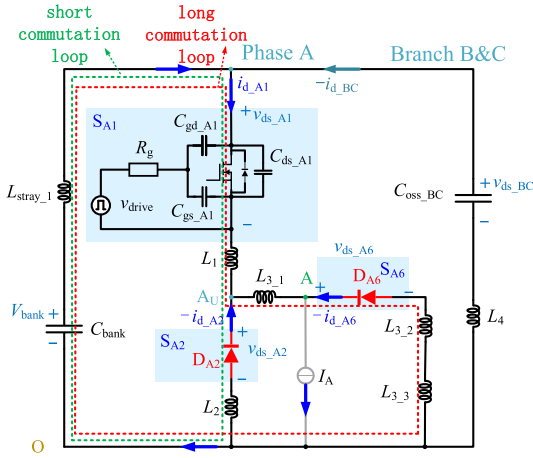 short commutation loop
long commutation loop
Phase A
Branch B&C
i_d_A1
−i_d_BC
S_A1
+ v_ds_A1
C_gd_A1
R_g
C_ds_A1
L_stray_1
v_drive
C_gs_A1
C_oss_BC
+ v_ds_BC
−
−
L_1
v_ds_A6
L_3_1
A
+
D_A6
S_A6
−
A_U
V_bank +
−
C_bank
−i_d_A2
−i_d_A6
S_A2
+
D_A2
v_ds_A2
−
I_A
L_3_2
L_4
L_2
L_3_3
O